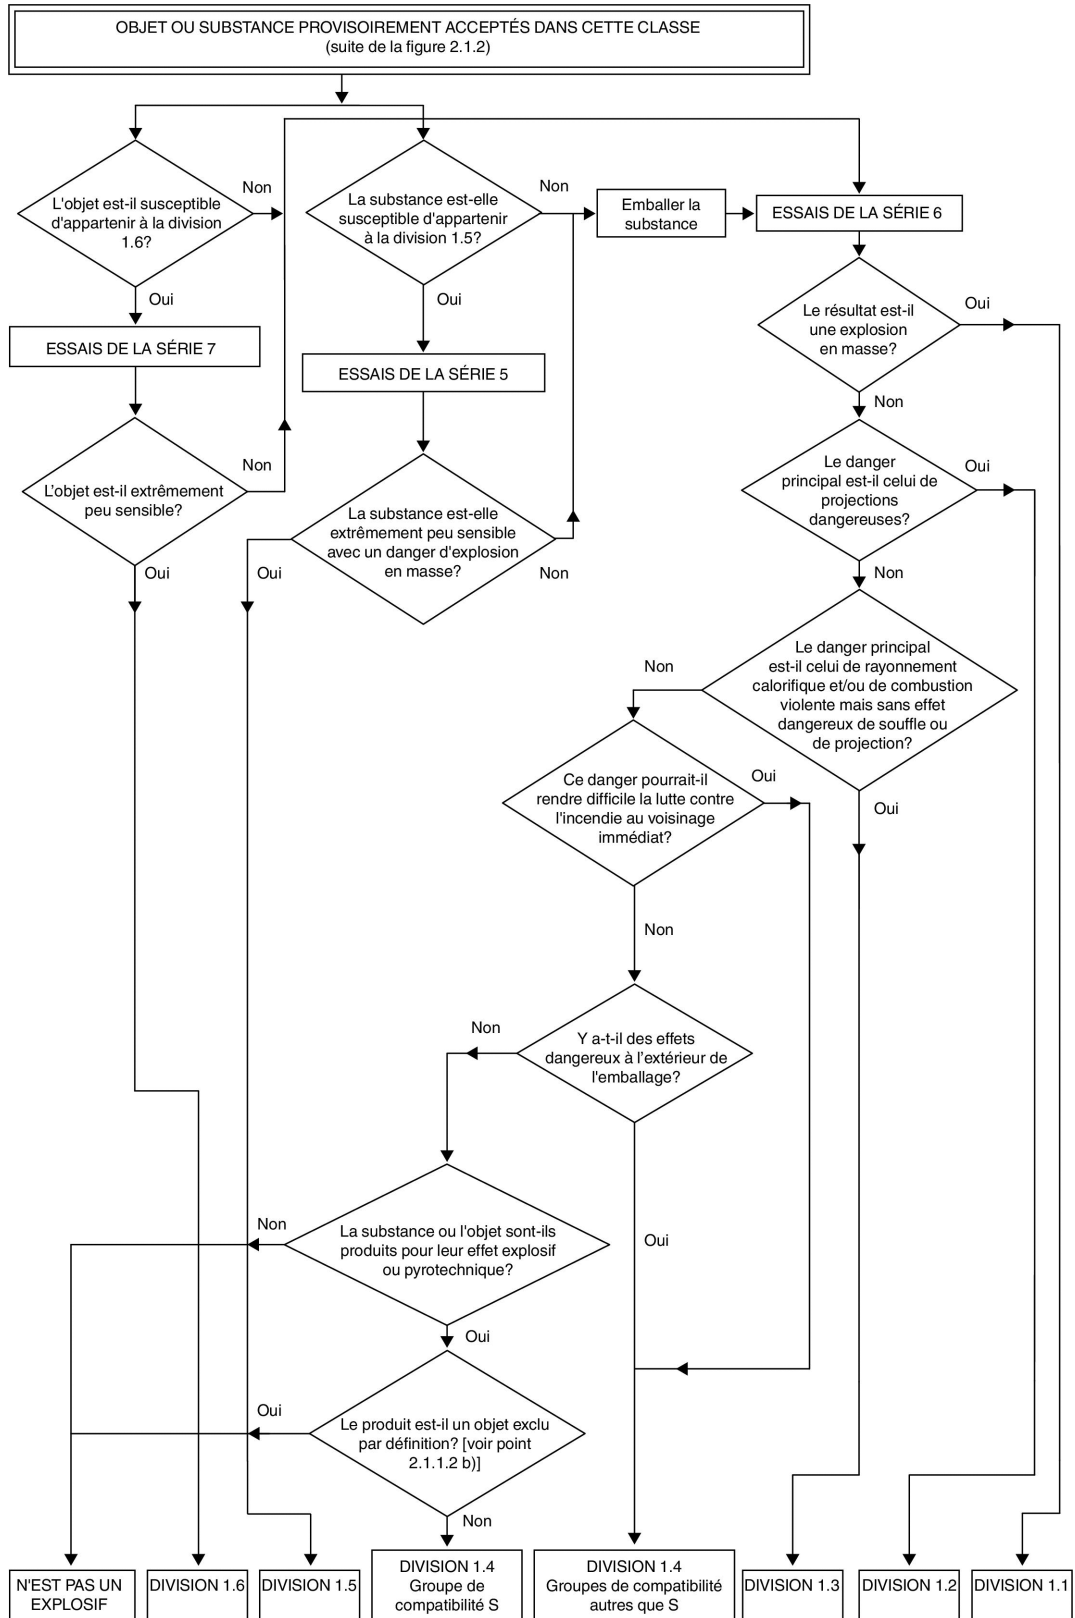 OBJET OU SUBSTANCE PROVISOIREMENT ACCEPTÉS DANS CETTE CLASSE
(suite de la figure 2.1.2)
L'objet est-il susceptible
d'appartenir à la division
1.6?
Non
Oui
La substance est-elle
susceptible d'appartenir
à la division 1.5?
Non
Oui
Emballer la
substance
ESSAIS DE LA SÉRIE 6
ESSAIS DE LA SÉRIE 7
ESSAIS DE LA SÉRIE 5
Le résultat est-il
une explosion
en masse?
Oui
Non
L'objet est-il extrêmement
peu sensible?
Non
Oui
La substance est-elle
extrêmement peu sensible
avec un danger d'explosion
en masse?
Oui
Non
Le danger
principal est-il celui de
projections
dangereuses?
Oui
Non
Le danger principal
est-il celui de rayonnement
calorifique et/ou de combustion
violente mais sans effet
dangereux de souffle ou
de projection?
Non
Oui
Ce danger pourrait-il
rendre difficile la lutte contre
l'incendie au voisinage
immédiat?
Oui
Non
Y a-t-il des effets
dangereux à l'extérieur de
l'emballage?
Non
Oui
La substance ou l'objet sont-ils
produits pour leur effet explosif
ou pyrotechnique?
Non
Oui
Le produit est-il un objet exclu
par définition? [voir point
2.1.1.2 b)]
Oui
Non
N'EST PAS UN
EXPLOSIF
DIVISION 1.6
DIVISION 1.5
DIVISION 1.4
Groupe de
compatibilité S
DIVISION 1.4
Groupes de compatibilité
autres que S
DIVISION 1.3
DIVISION 1.2
DIVISION 1.1